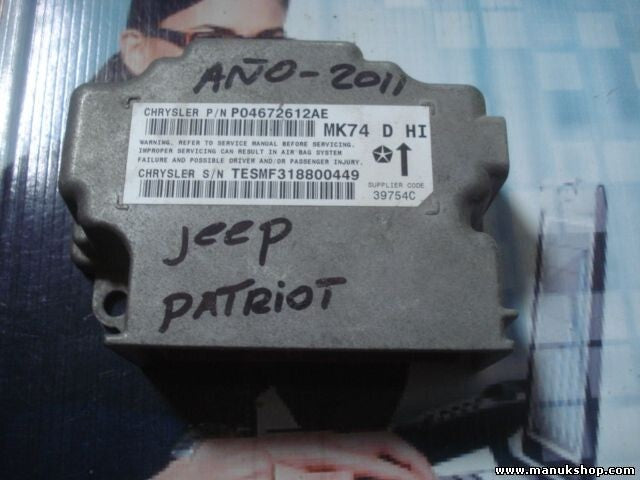 AÑO-2011
CHRYSLER P/N P04672612AE
MK74 D HI
WARNING, REFER TO SERVICE MANUAL BEFORE SERVICING.
IMPROPER SERVICING CAN RESULT IN AIR BAG SYSTEM
FAILURE AND POSSIBLE DRIVER AND/OR PASSENGER INJURY.
CHRYSLER S/N TESMF318800449
SUPPLIER CODE
39754C
jeep
PATRIOT
www.manukshop.com